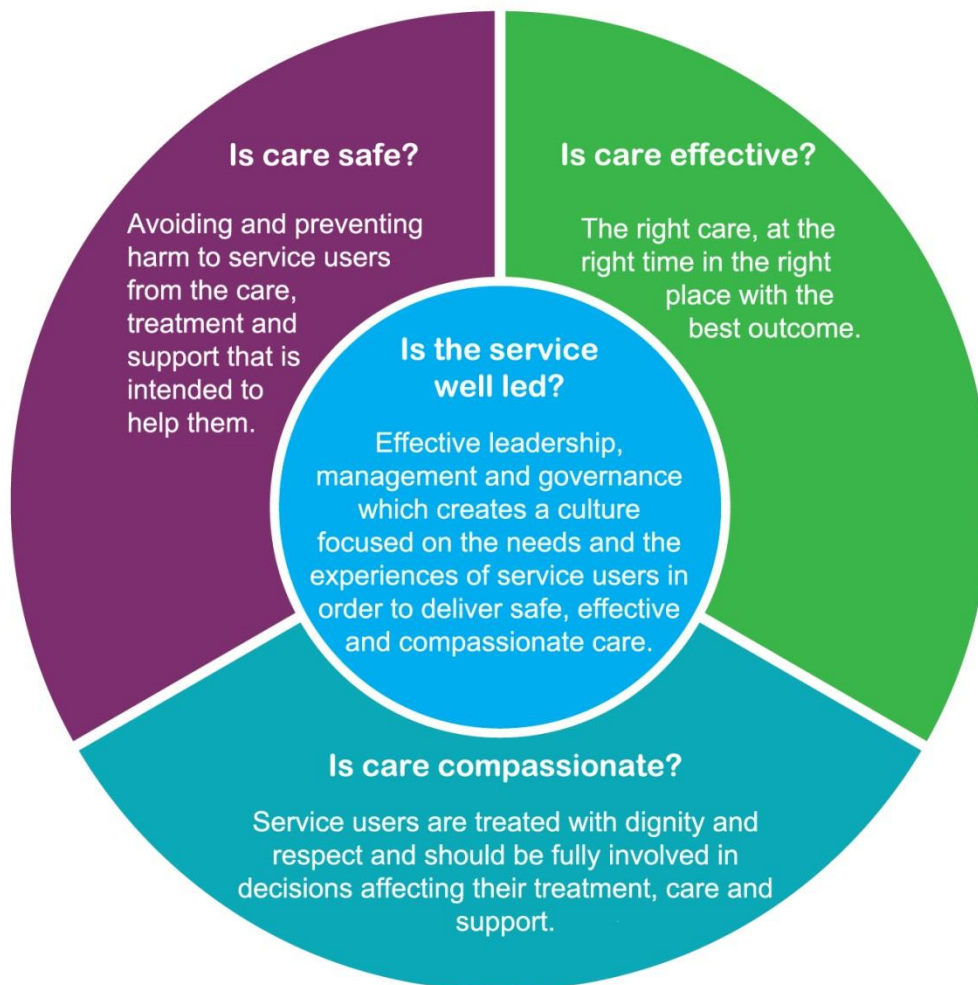 Is care safe?
Avoiding and preventing
harm to service users
from the care,
treatment and
support that is
intended to
help them.
Is care effective?
The right care, at the
right time in the right
place with the
best outcome.
Is the service
well led?
Effective leadership,
management and governance
which creates a culture
focused on the needs and the
experiences of service users in
order to deliver safe, effective
and compassionate care.
Is care compassionate?
Service users are treated with dignity and
respect and should be fully involved in
decisions affecting their treatment, care and
support.